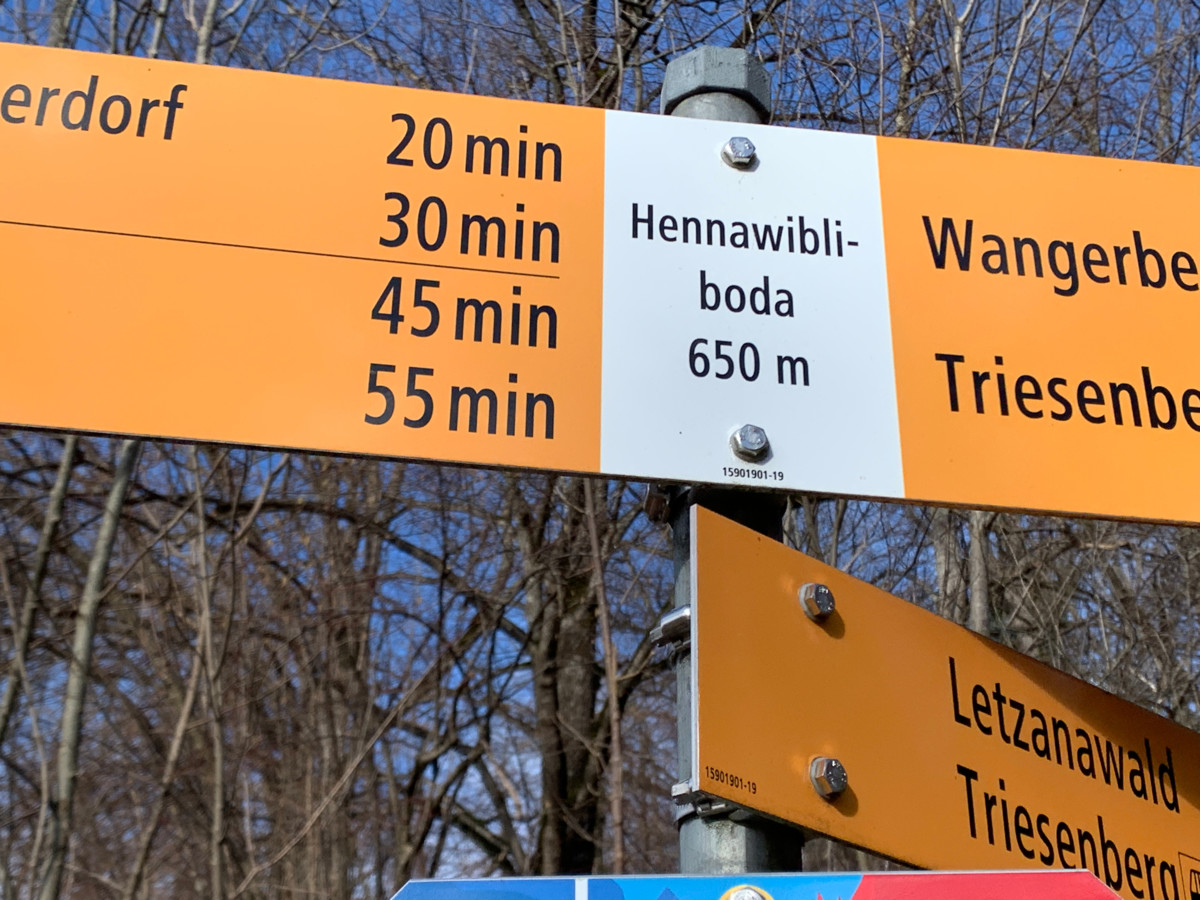 erdorf 20 min
30 min
45 min
55 min
Hennawibli-
boda
650 m
15901901-19
Wangerbe
Triesenbe
Letzanawald
Triesenberg
15901901-19